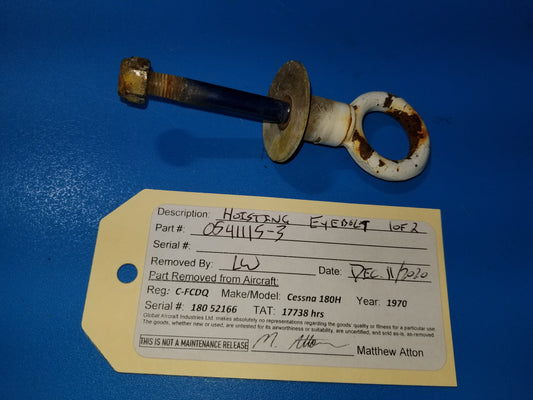 Description: HOISTING EYEBOLT 1 OF 2
Part #: 0541115-3
Serial #:
Removed By: LW Date: DEC. 11/2020
Part Removed from Aircraft:
Reg.: C-FCDQ Make/Model: Cessna 180H Year: 1970
Serial #: 180 52166 TAT: 17738 hrs
Global Aircraft Industries Ltd. makes absolutely no representations regarding the goods' quality or fitness for a particular use.
The goods, whether new or used, are untested for its airworthiness or suitability, are uncertified, and sold as-is, as-removed.
THIS IS NOT A MAINTENANCE RELEASE M. Atton Matthew Atton